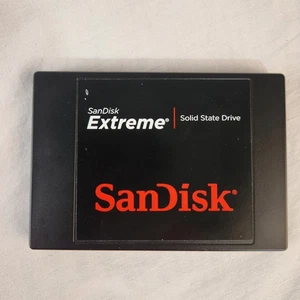 SanDisk
Extreme® | Solid State Drive
SanDisk®